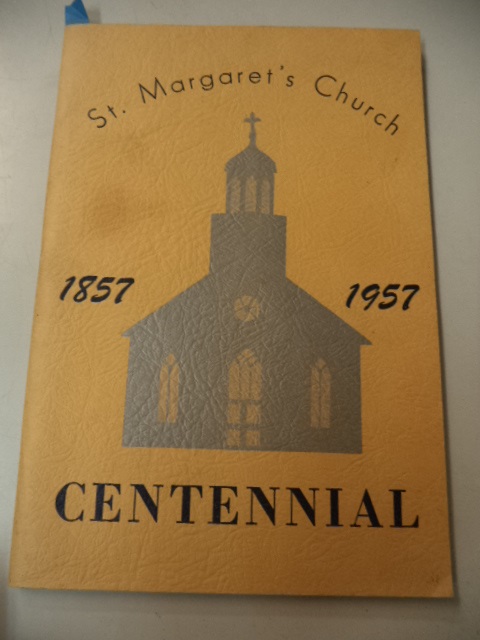 St. Margaret's Church
1857 1957
CENTENNIAL